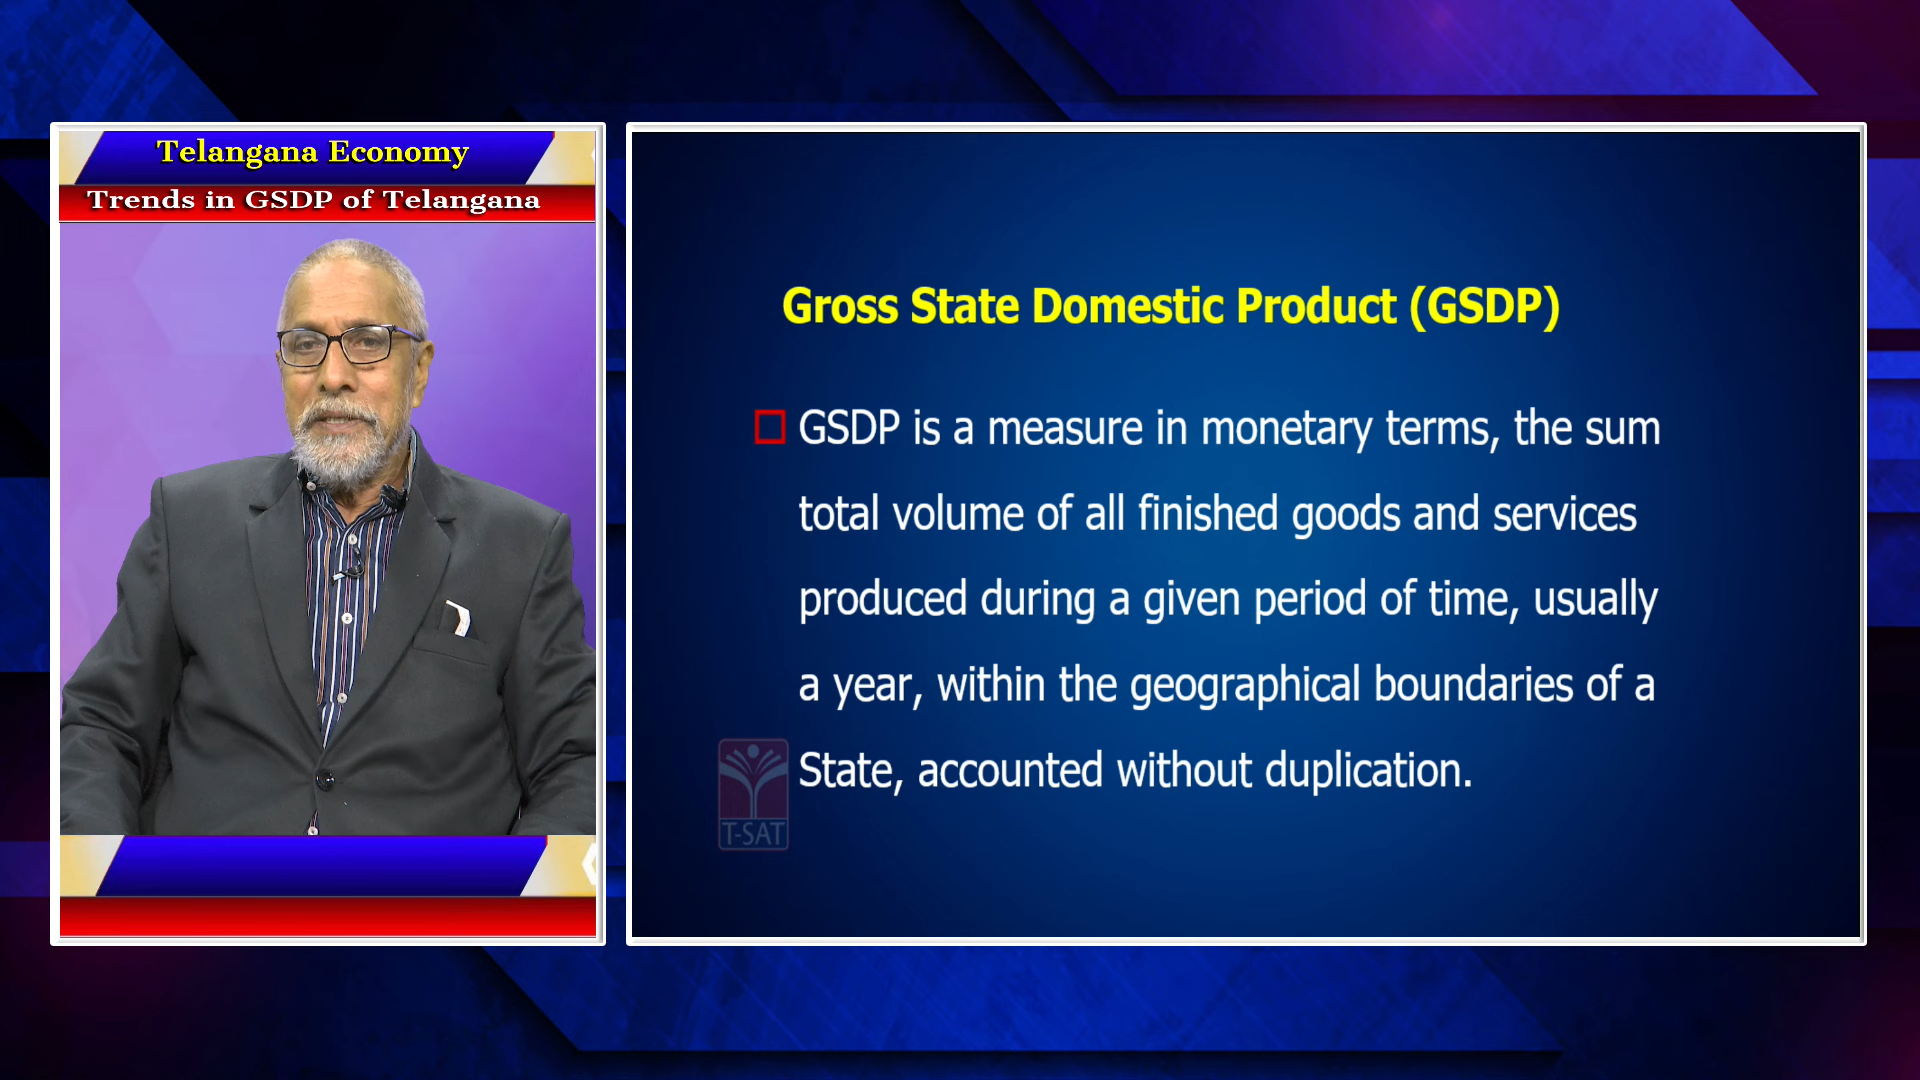 Telangana Economy
Trends in GSDP of Telangana
Gross State Domestic Product (GSDP)
GSDP is a measure in monetary terms, the sum
total volume of all finished goods and services
produced during a given period of time, usually
a year, within the geographical boundaries of a
State, accounted without duplication.
T-SAT